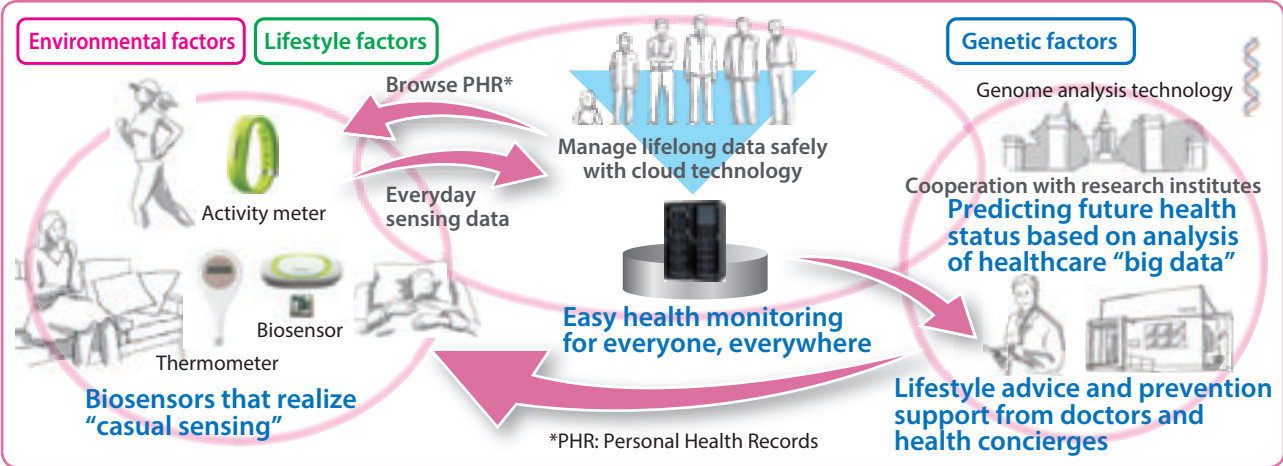 Environmental factors
Lifestyle factors
Genetic factors
Browse PHR*
Everyday
sensing data
Activity meter
Thermometer
Biosensor
Biosensors that realize
“casual sensing”
Manage lifelong data safely
with cloud technology
Easy health monitoring
for everyone, everywhere
Genome analysis technology
Cooperation with research institutes
Predicting future health
status based on analysis
of healthcare “big data”
Lifestyle advice and prevention
support from doctors and
health concierges
*PHR: Personal Health Records